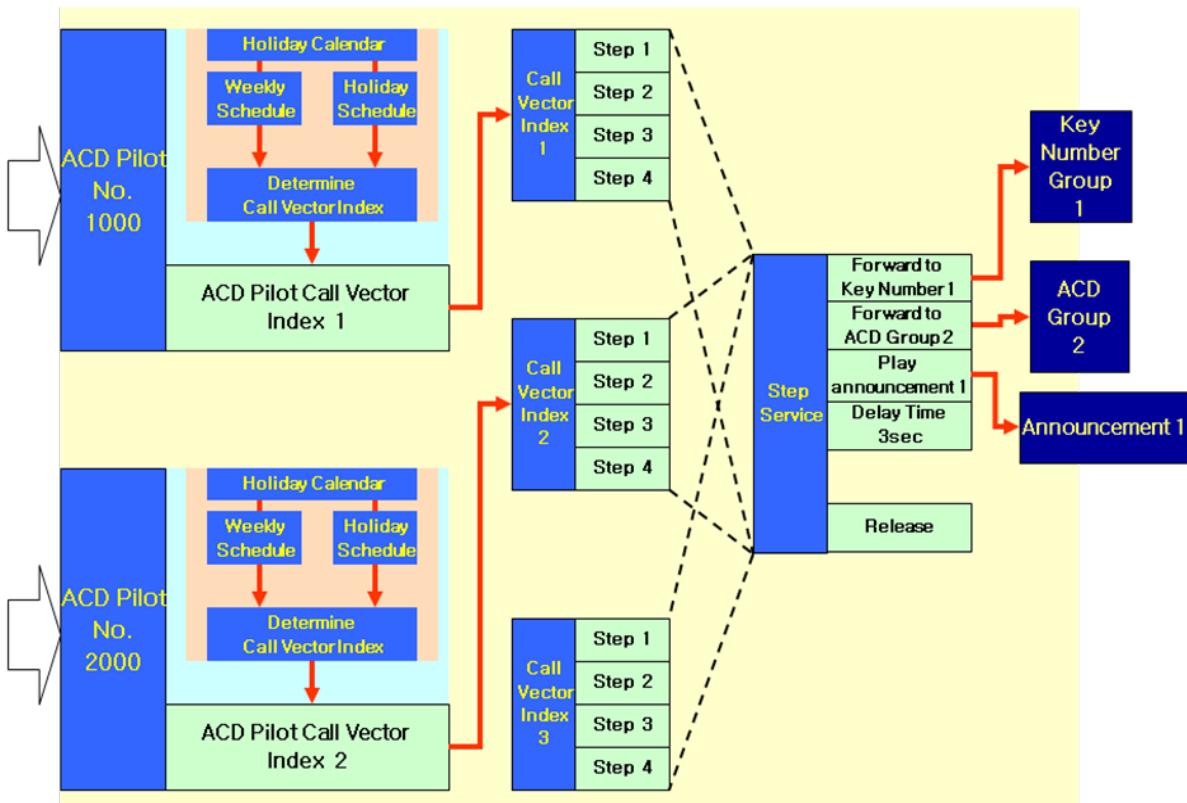 ACD Pilot
No.
1000
Holiday Calendar
Weekly
Schedule
Holiday
Schedule
Determine
Call Vector Index
ACD Pilot Call Vector
Index 1
Call
Vector
Index
1
Step 1
Step 2
Step 3
Step 4
ACD Pilot
No.
2000
Holiday Calendar
Weekly
Schedule
Holiday
Schedule
Determine
Call Vector Index
ACD Pilot Call Vector
Index 2
Call
Vector
Index
2
Step 1
Step 2
Step 3
Step 4
Call
Vector
Index
3
Step 1
Step 2
Step 3
Step 4
Step
Service
Forward to
Key Number 1
Forward to
ACD Group 2
Play
announcement 1
Delay Time
3sec
Release
Key
Number
Group
1
ACD
Group
2
Announcement 1